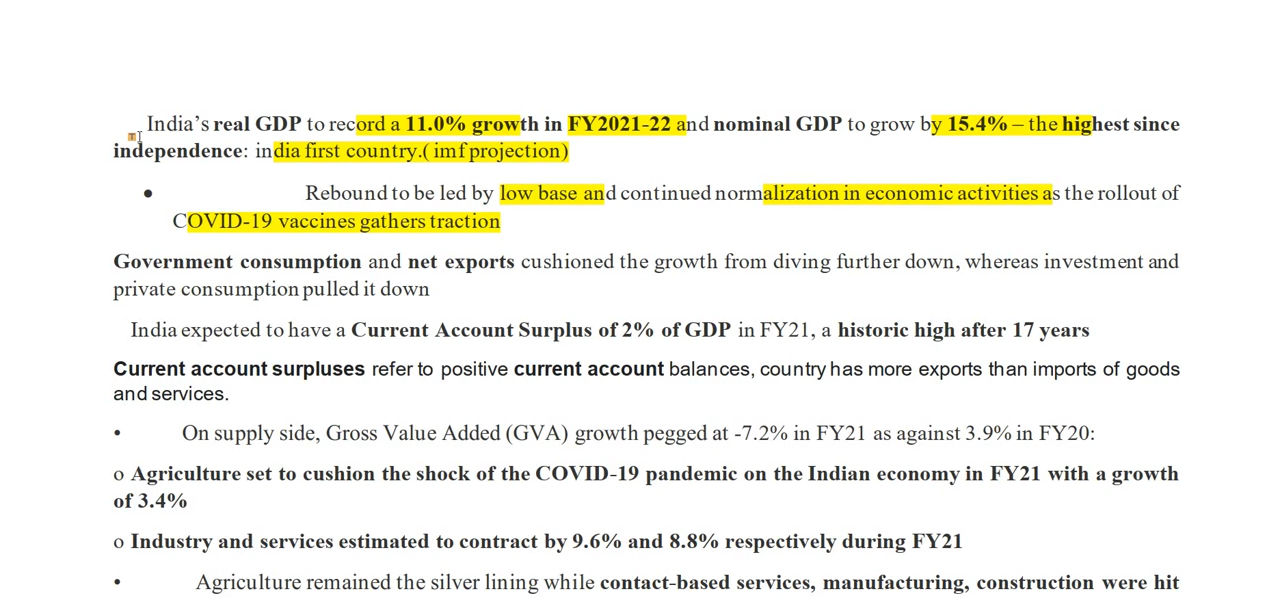 India's real GDP to record a 11.0% growth in FY2021-22 and nominal GDP to grow by 15.4% – the highest since
independence: india first country.( imf projection)
• Rebound to be led by low base and continued normalization in economic activities as the rollout of
COVID-19 vaccines gathers traction
Government consumption and net exports cushioned the growth from diving further down, whereas investment and
private consumption pulled it down
India expected to have a Current Account Surplus of 2% of GDP in FY21, a historic high after 17 years
Current account surpluses refer to positive current account balances, country has more exports than imports of goods
and services.
• On supply side, Gross Value Added (GVA) growth pegged at -7.2% in FY21 as against 3.9% in FY20:
o Agriculture set to cushion the shock of the COVID-19 pandemic on the Indian economy in FY21 with a growth
of 3.4%
o Industry and services estimated to contract by 9.6% and 8.8% respectively during FY21
• Agriculture remained the silver lining while contact-based services, manufacturing, construction were hit